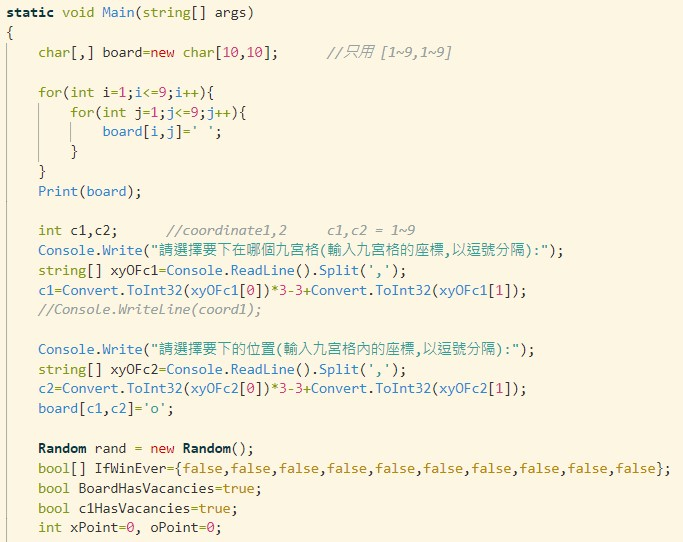 static void Main(string[] args)
{
char[,] board=new char[10,10];      //只用 [1~9,1~9]
for(int i=1;i<=9;i++){
for(int j=1;j<=9;j++){
board[i,j]=' ';
}
}
Print(board);
int c1,c2;      //coordinate1,2     c1,c2 = 1~9
Console.Write("請選擇要下在哪個九宮格(輸入九宮格的座標,以逗號分隔):");
string[] xyOFc1=Console.ReadLine().Split(',');
c1=Convert.ToInt32(xyOFc1[0])*3-3+Convert.ToInt32(xyOFc1[1]);
//Console.WriteLine(coord1);
Console.Write("請選擇要下的位置(輸入九宮格內的座標,以逗號分隔):");
string[] xyOFc2=Console.ReadLine().Split(',');
c2=Convert.ToInt32(xyOFc2[0])*3-3+Convert.ToInt32(xyOFc2[1]);
board[c1,c2]='o';
Random rand = new Random();
bool[] IfWinEver={false,false,false,false,false,false,false,false,false,false};
bool BoardHasVacancies=true;
bool c1HasVacancies=true;
int xPoint=0, oPoint=0;